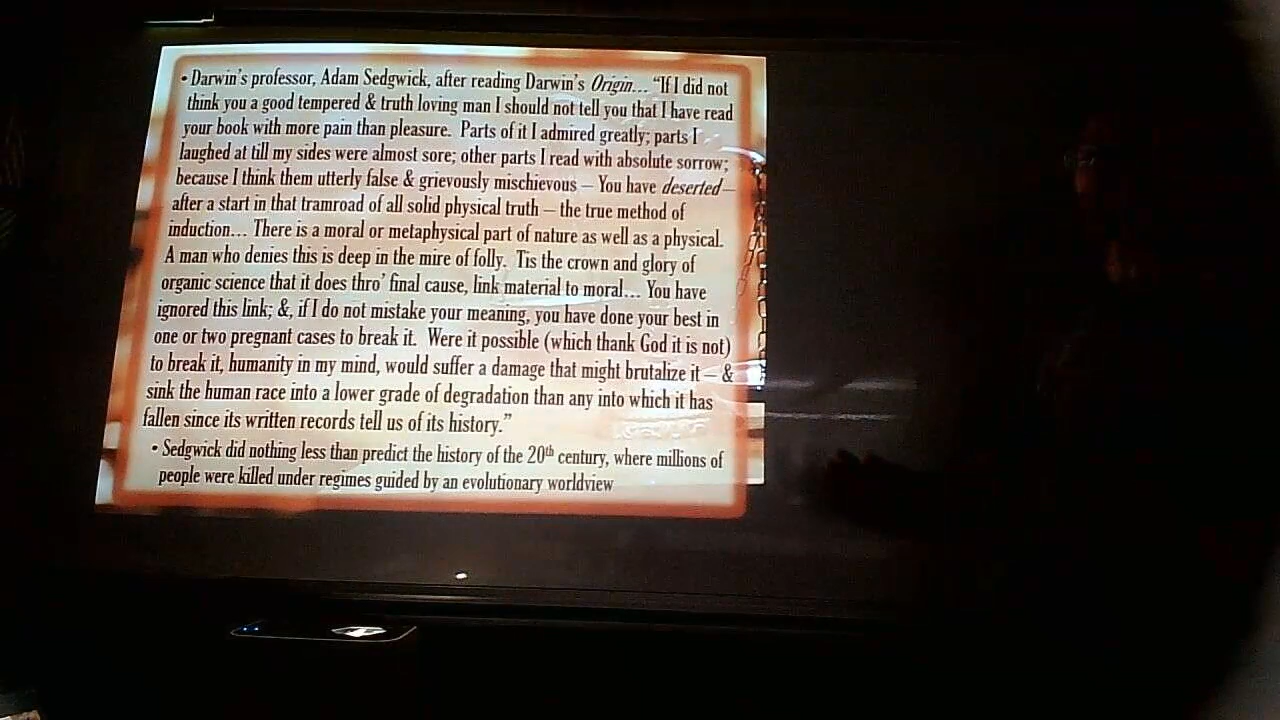 • Darwin's professor, Adam Sedgwick, after reading Darwin's Origin... "If I did not
think you a good tempered & truth loving man I should not tell you that I have read
your book with more pain than pleasure. Parts of it I admired greatly; parts I
laughed at till my sides were almost sore; other parts I read with absolute sorrow;
because I think them utterly false & grievously mischievous – You have deserted –
after a start in that tramroad of all solid physical truth – the true method of
induction... There is a moral or metaphysical part of nature as well as a physical.
A man who denies this is deep in the mire of folly. Tis the crown and glory of
organic science that it does thro' final cause, link material to moral... You have
ignored this link; &, if I do not mistake your meaning, you have done your best in
one or two pregnant cases to break it. Were it possible (which thank God it is not)
to break it, humanity in my mind, would suffer a damage that might brutalize it – &
sink the human race into a lower grade of degradation than any into which it has
fallen since its written records tell us of its history."
• Sedgwick did nothing less than predict the history of the 20th century, where millions of
people were killed under regimes guided by an evolutionary worldview